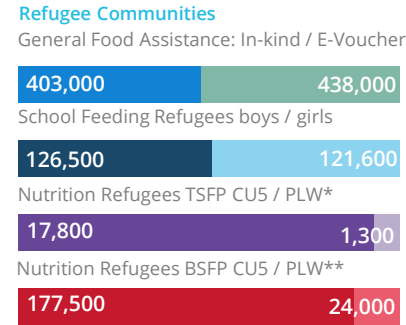 Refugee Communities
General Food Assistance: In-kind / E-Voucher
403,000 438,000
School Feeding Refugees boys / girls
126,500 121,600
Nutrition Refugees TSFP CU5 / PLW*
17,800 1,300
Nutrition Refugees BSFP CU5 / PLW**
177,500 24,000